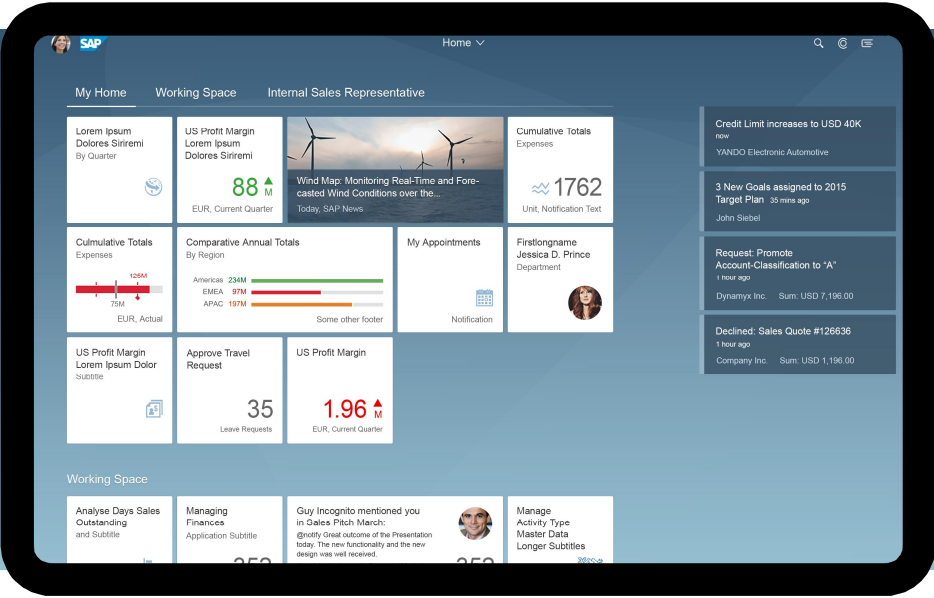 SAP
Home
My Home
Working Space
Internal Sales Representative
Lorem Ipsum
Dolores Siriremi
By Quarter
US Profit Margin
Lorem Ipsum
Dolores Siriremi
88
M
EUR, Current Quarter
Wind Map: Monitoring Real-Time and Fore-
casted Wind Conditions over the...
Today, SAP News
Cumulative Totals
Expenses
1762
Unit, Notification Text
Culmulative Totals
Expenses
126M
75M
EUR, Actual
Comparative Annual Totals
By Region
Americas 234M
EMEA 97M
APAC 197M
Some other footer
My Appointments
Notification
Firstlongname
Jessica D. Prince
Department
US Profit Margin
Lorem Ipsum Dolor
Subtitle
Approve Travel
Request
35
Leave Requests
US Profit Margin
1.96
M
EUR, Current Quarter
Credit Limit increases to USD 40K
now
YANDO Electronic Automotive
3 New Goals assigned to 2015
Target Plan 35 mins ago
John Siebel
Request: Promote
Account-Classification to “A”
1 hour ago
Dynamyx Inc. Sum: USD 7,196.00
Declined: Sales Quote #126636
1 hour ago
Company Inc. Sum: USD 1,196.00
Working Space
Analyse Days Sales
Outstanding
and Subtitle
Managing
Finances
Application Subtitle
Guy Incognito mentioned you
in Sales Pitch March:
@notify Great outcome of the Presentation
today. The new functionality and the new
design was well received.
Manage
Activity Type
Master Data
Longer Subtitles